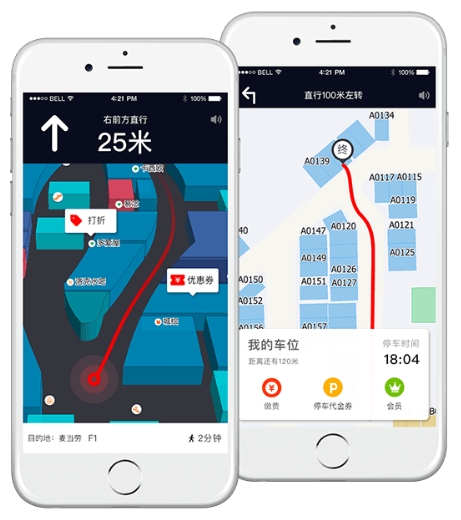 BELL
4:21 PM
100%
右前方直行
25米
打折
优惠券
目的地：麦当劳 F1
2分钟
BELL
4:21 PM
100%
直行100米左转
A0134
终
A0139
A0117
A0115
A0119
A0147
A0120
A0121
A0149
A0125
A0126
A0150
A0151
A0127
A0152
A0156
A0157
我的车位
停车时间
距离还有120米
18:04
缴费
P
停车代金券
会员